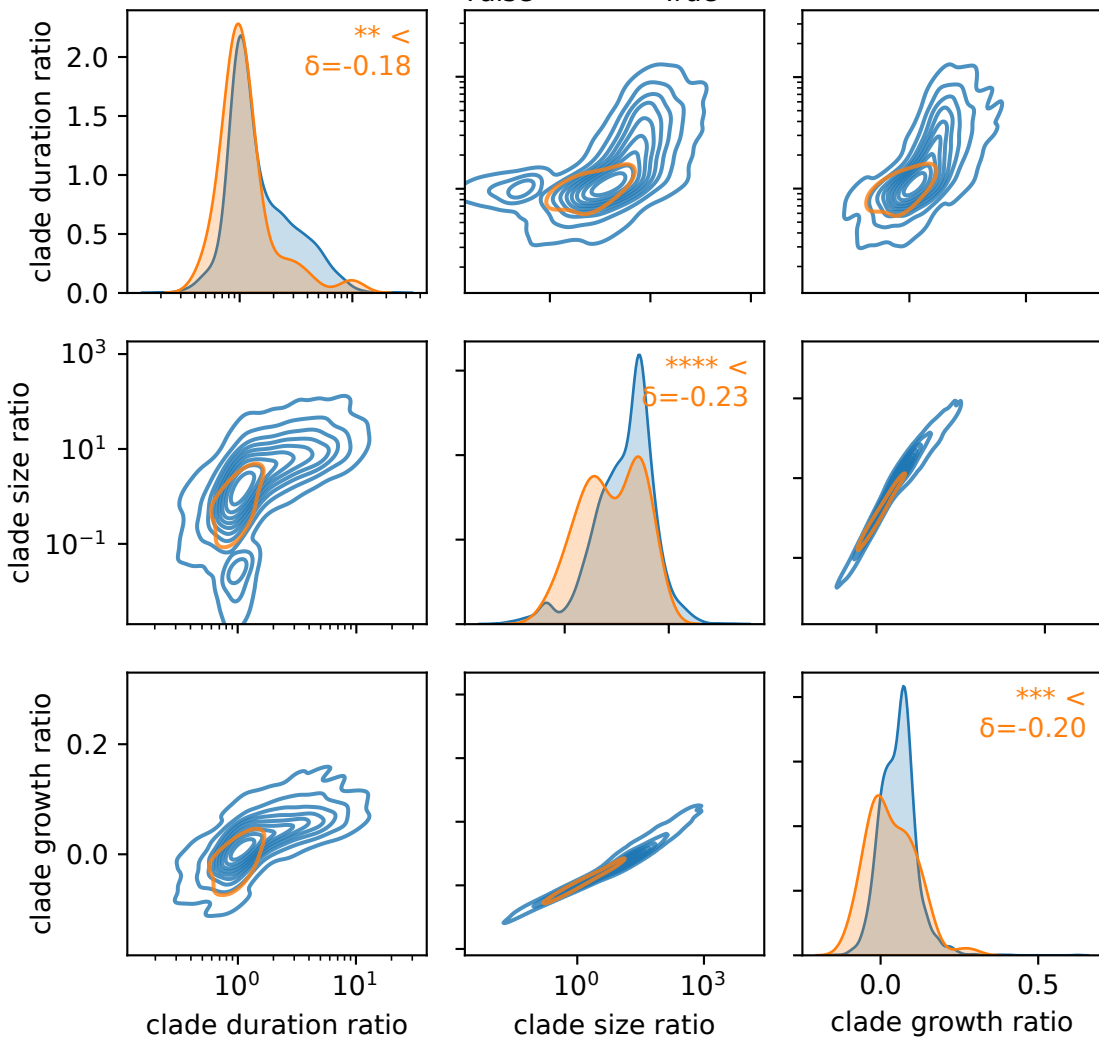 ** <
δ=-0.18
2.0
1.5
1.0
0.5
0.0
clade duration ratio
**** <
δ=-0.23
10³
10¹
10⁻¹
clade size ratio
*** <
δ=-0.20
0.2
0.0
clade growth ratio
10⁰ 10¹
10⁰ 10³
0.0 0.5
clade duration ratio
clade size ratio
clade growth ratio